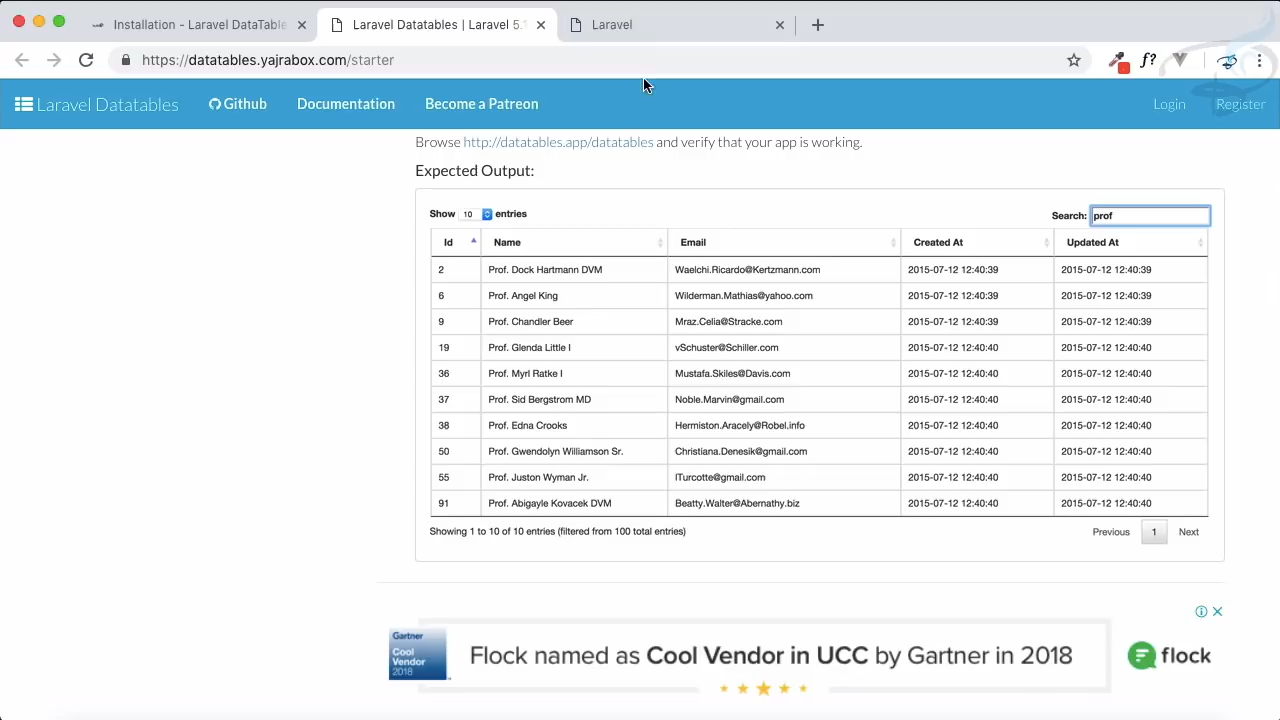 Installation - Laravel DataTable
Laravel Datatables | Laravel 5.1
Laravel
https://datatables.yajrabox.com/starter
f?
Laravel Datatables
Github
Documentation
Become a Patreon
Login
Register
Browse http://datatables.app/datatables and verify that your app is working.
Expected Output:
Show 10 entries
Search: prof
Id Name Email Created At Updated At
2 Prof. Dock Hartmann DVM Waelchi.Ricardo@Kertzmann.com 2015-07-12 12:40:39 2015-07-12 12:40:39
6 Prof. Angel King Wilderman.Mathias@yahoo.com 2015-07-12 12:40:39 2015-07-12 12:40:39
9 Prof. Chandler Beer Mraz.Celia@Stracke.com 2015-07-12 12:40:39 2015-07-12 12:40:39
19 Prof. Glenda Little I vSchuster@Schiller.com 2015-07-12 12:40:40 2015-07-12 12:40:40
36 Prof. Myrl Ratke I Mustafa.Skiles@Davis.com 2015-07-12 12:40:40 2015-07-12 12:40:40
37 Prof. Sid Bergstrom MD Noble.Marvin@gmail.com 2015-07-12 12:40:40 2015-07-12 12:40:40
38 Prof. Edna Crooks Hermiston.Aracely@Robel.info 2015-07-12 12:40:40 2015-07-12 12:40:40
50 Prof. Gwendolyn Williamson Sr. Christiana.Denesik@gmail.com 2015-07-12 12:40:40 2015-07-12 12:40:40
55 Prof. Juston Wyman Jr. lTurcotte@gmail.com 2015-07-12 12:40:40 2015-07-12 12:40:40
91 Prof. Abigayle Kovacek DVM Beatty.Walter@Abernathy.biz 2015-07-12 12:40:40 2015-07-12 12:40:40
Showing 1 to 10 of 10 entries (filtered from 100 total entries)
Previous 1 Next
Gartner
Cool
Vendor
2018
Flock named as Cool Vendor in UCC by Gartner in 2018
flock